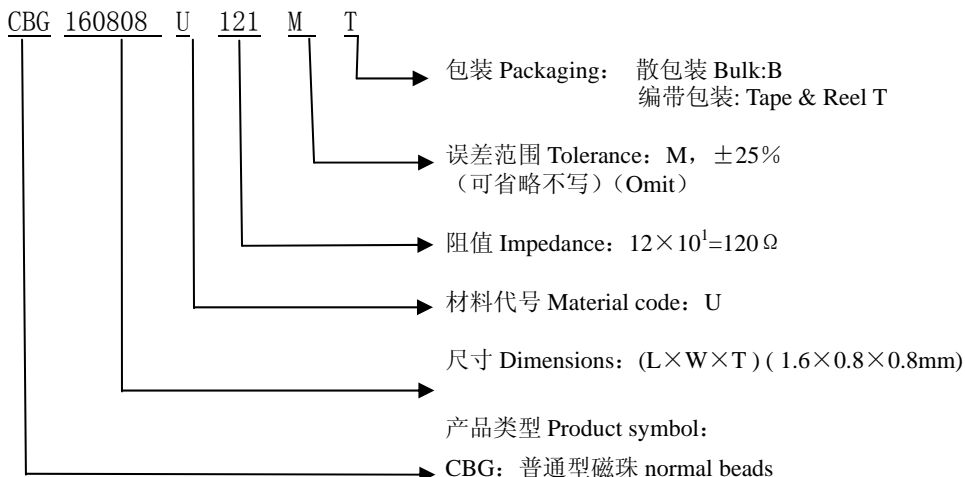 CBG 160808 U 121 M T
包装 Packaging： 散包装 Bulk:B
编带包装: Tape & Reel T
误差范围 Tolerance：M，±25%
（可省略不写）（Omit）
阻值 Impedance：12×10¹=120Ω
材料代号 Material code：U
尺寸 Dimensions：(L×W×T ) ( 1.6×0.8×0.8mm)
产品类型 Product symbol：
CBG：普通型磁珠 normal beads